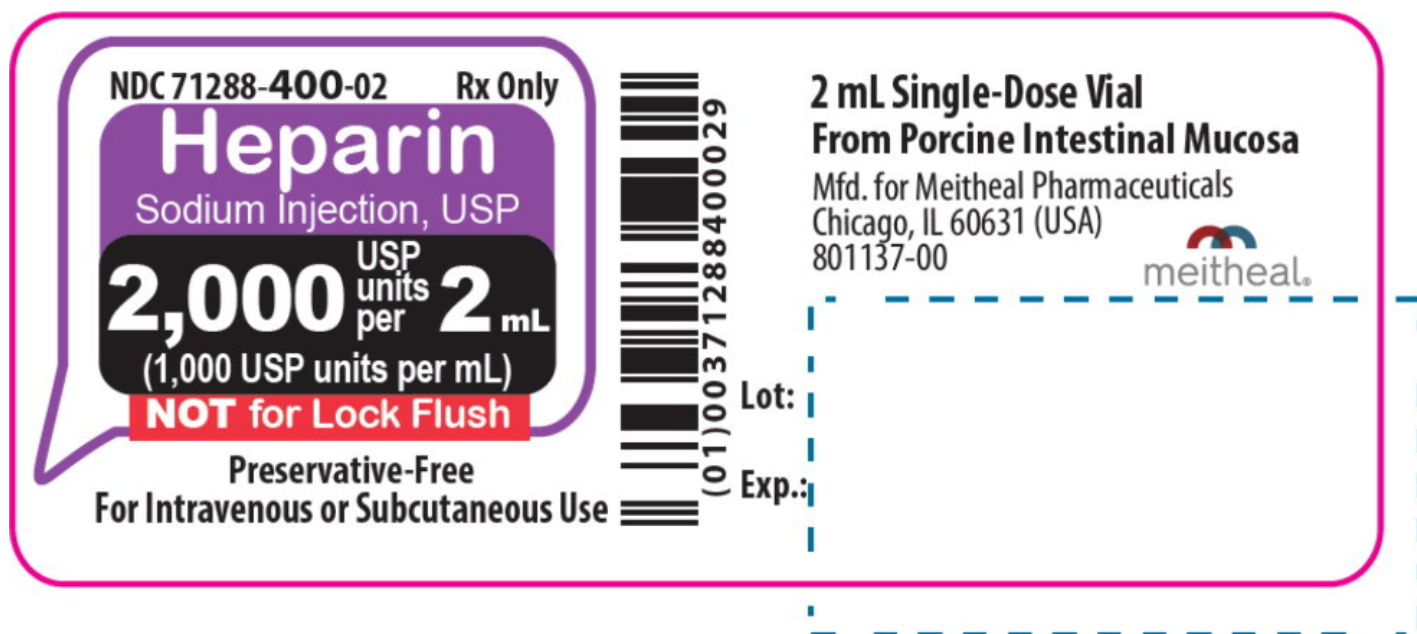 NDC 71288-400-02 Rx Only
Heparin
Sodium Injection, USP
2,000 USP units per 2 mL
(1,000 USP units per mL)
NOT for Lock Flush
Preservative-Free
For Intravenous or Subcutaneous Use
(01)00371288400029
2 mL Single-Dose Vial
From Porcine Intestinal Mucosa
Mfd. for Meitheal Pharmaceuticals
Chicago, IL 60631 (USA)
801137-00
meitheal®
Lot:
Exp.: